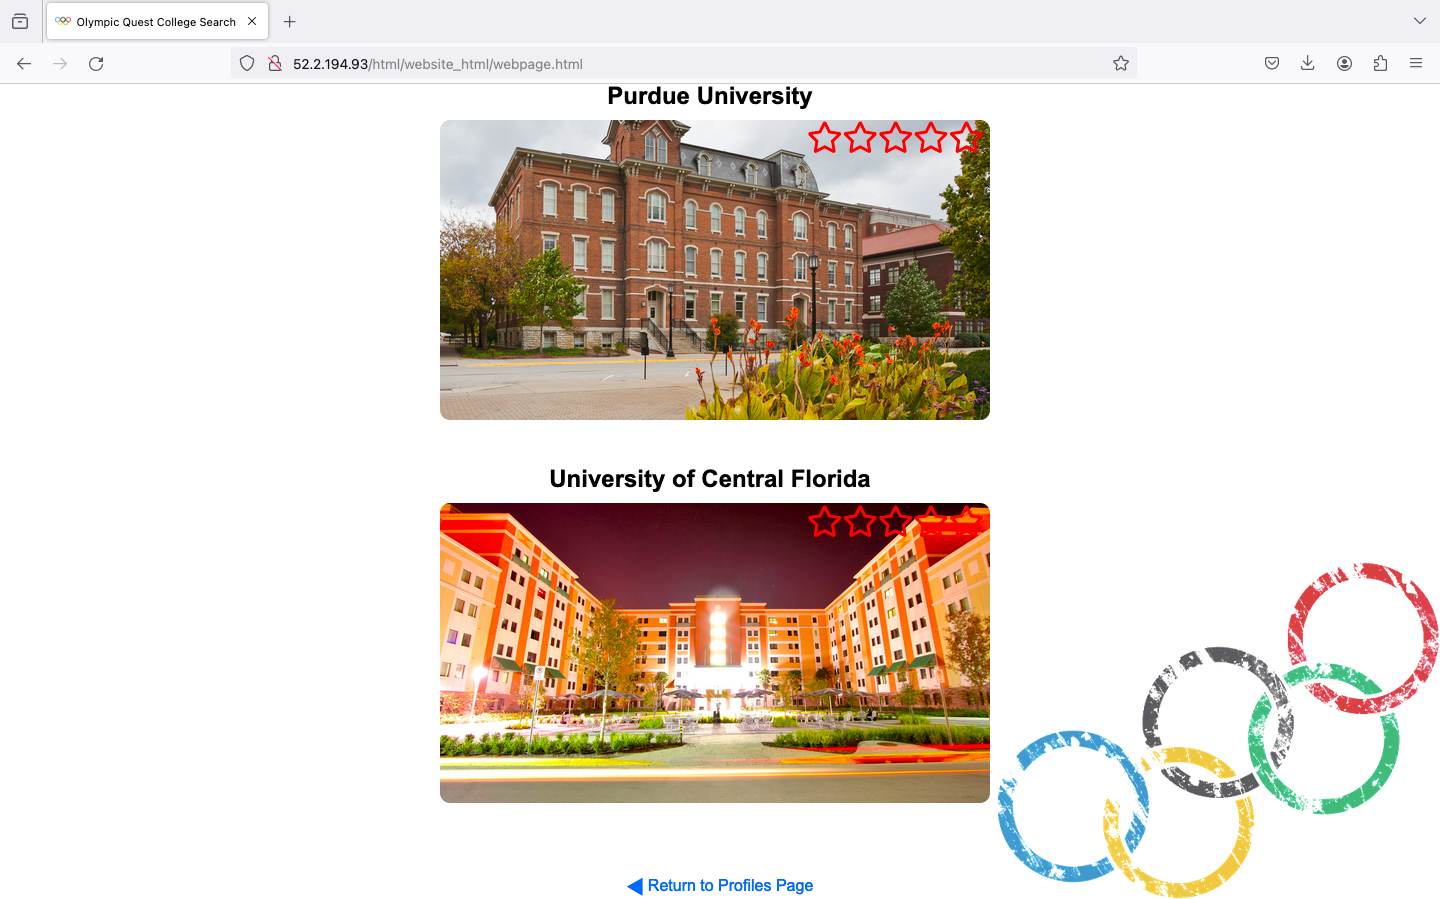 Olympic Quest College Search
52.2.194.93/html/website_html/webpage.html
Purdue University
University of Central Florida
Return to Profiles Page